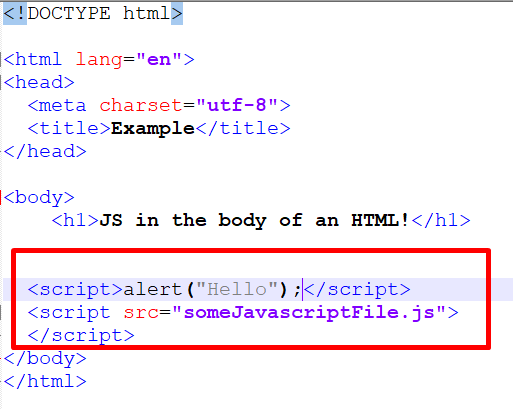 <!DOCTYPE html>
<html lang="en">
<head>
<meta charset="utf-8">
<title>Example</title>
</head>
<body>
<h1>JS in the body of an HTML!</h1>
<script>alert("Hello");</script>
<script src="someJavascriptFile.js">
</script>
</body>
</html>